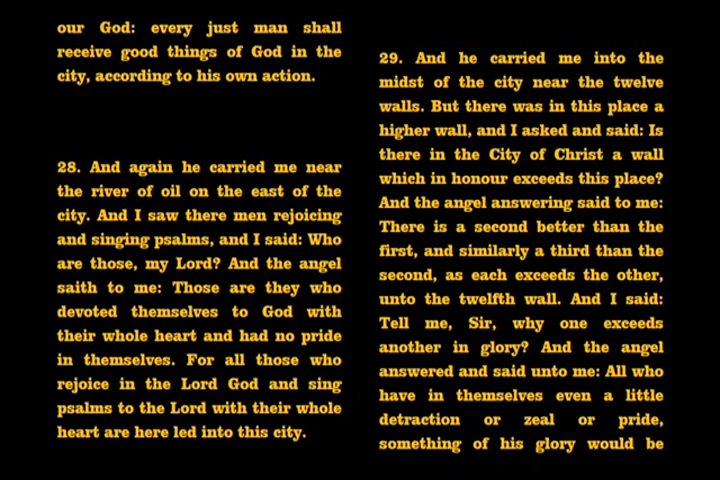 our God: every just man shall
receive good things of God in the
city, according to his own action.
28. And again he carried me near
the river of oil on the east of the
city. And I saw there men rejoicing
and singing psalms, and I said: Who
are those, my Lord? And the angel
saith to me: Those are they who
devoted themselves to God with
their whole heart and had no pride
in themselves. For all those who
rejoice in the Lord God and sing
psalms to the Lord with their whole
heart are here led into this city.
29. And he carried me into the
midst of the city near the twelve
walls. But there was in this place a
higher wall, and I asked and said: Is
there in the City of Christ a wall
which in honour exceeds this place?
And the angel answering said to me:
There is a second better than the
first, and similarly a third than the
second, as each exceeds the other,
unto the twelfth wall. And I said:
Tell me, Sir, why one exceeds
another in glory? And the angel
answered and said unto me: All who
have in themselves even a little
detraction or zeal or pride,
something of his glory would be